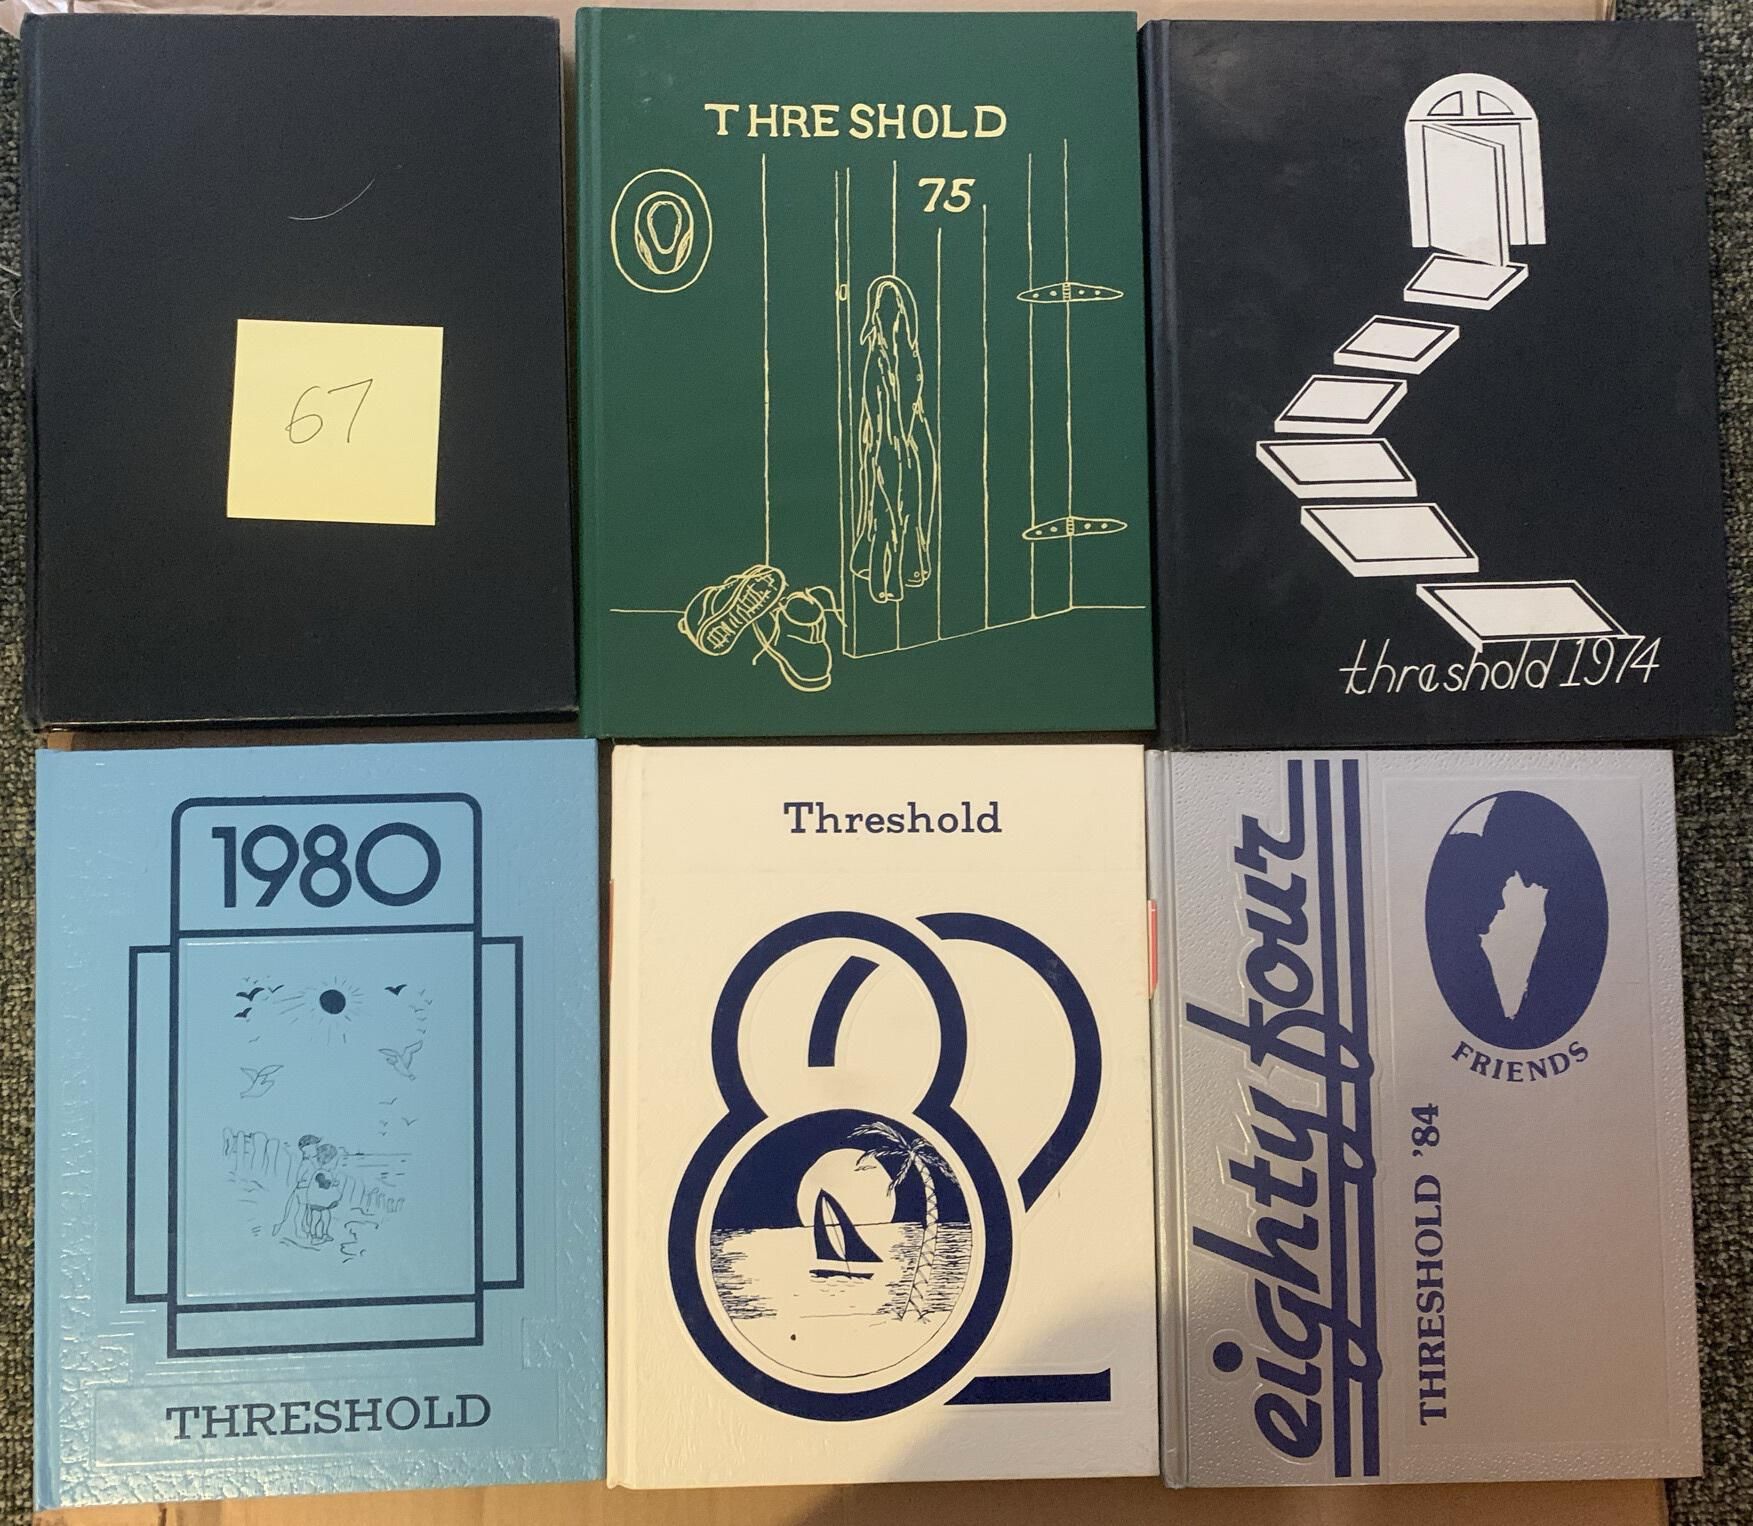 67
THRESHOLD
75
threshold 1974
1980
THRESHOLD
Threshold
82
eighty four
FRIENDS
THRESHOLD '84